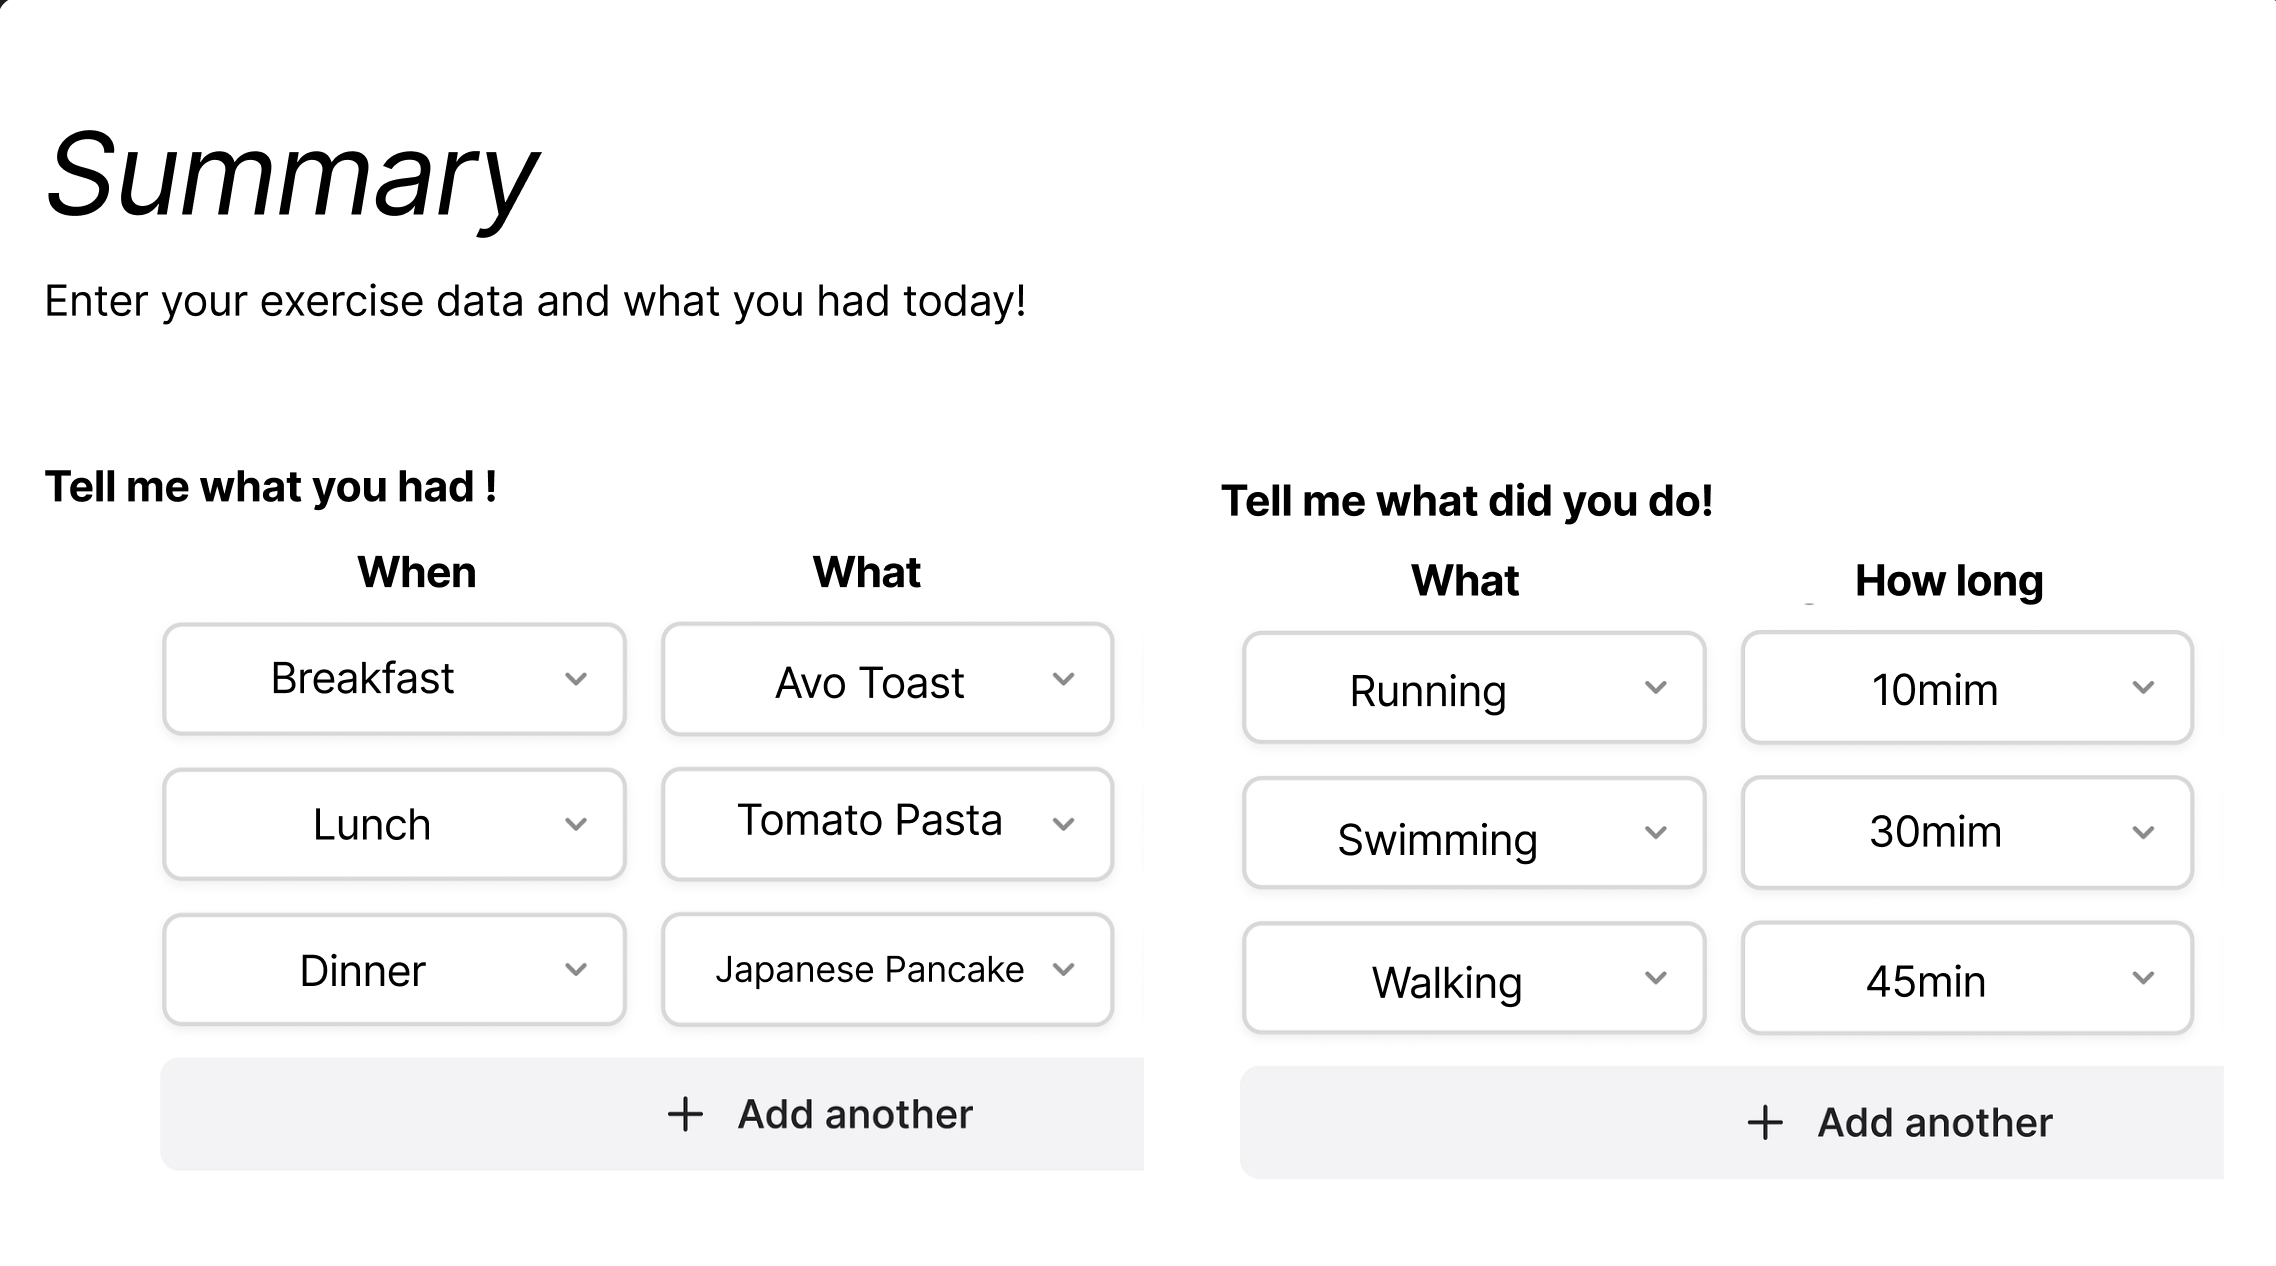 Summary
Enter your exercise data and what you had today!
Tell me what you had !
When What
Breakfast Avo Toast
Lunch Tomato Pasta
Dinner Japanese Pancake
+ Add another
Tell me what did you do!
What How long
Running 10mim
Swimming 30mim
Walking 45min
+ Add another